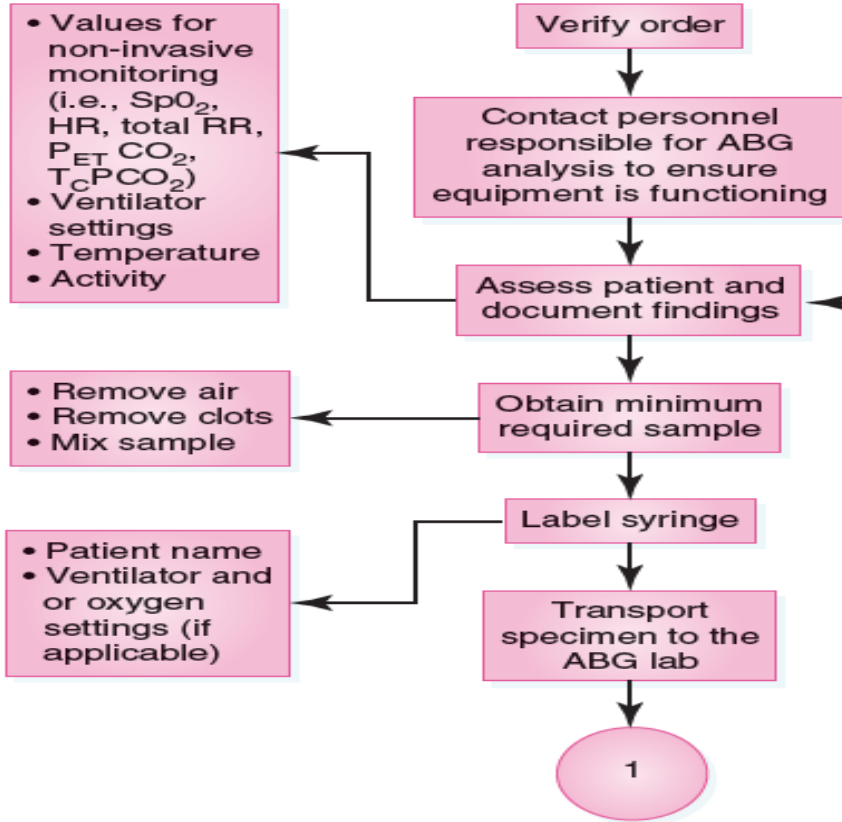 • Values for
non-invasive
monitoring
(i.e., Sp0₂,
HR, total RR,
P_ET CO₂,
T_CPCO₂)
• Ventilator
settings
• Temperature
• Activity
Verify order
Contact personnel
responsible for ABG
analysis to ensure
equipment is functioning
Assess patient and
document findings
• Remove air
• Remove clots
• Mix sample
Obtain minimum
required sample
Label syringe
• Patient name
• Ventilator and
or oxygen
settings (if
applicable)
Transport
specimen to the
ABG lab
1